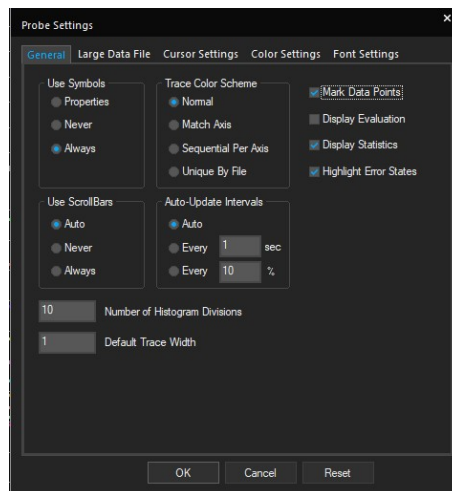 Probe Settings
×
General Large Data File Cursor Settings Color Settings Font Settings
Use Symbols
Properties
Never
Always
Trace Color Scheme
Normal
Match Axis
Sequential Per Axis
Unique By File
Mark Data Points
Display Evaluation
Display Statistics
Highlight Error States
Use ScrollBars
Auto
Never
Always
Auto-Update Intervals
Auto
Every 1 sec
Every 10 %
10 Number of Histogram Divisions
1 Default Trace Width
OK Cancel Reset